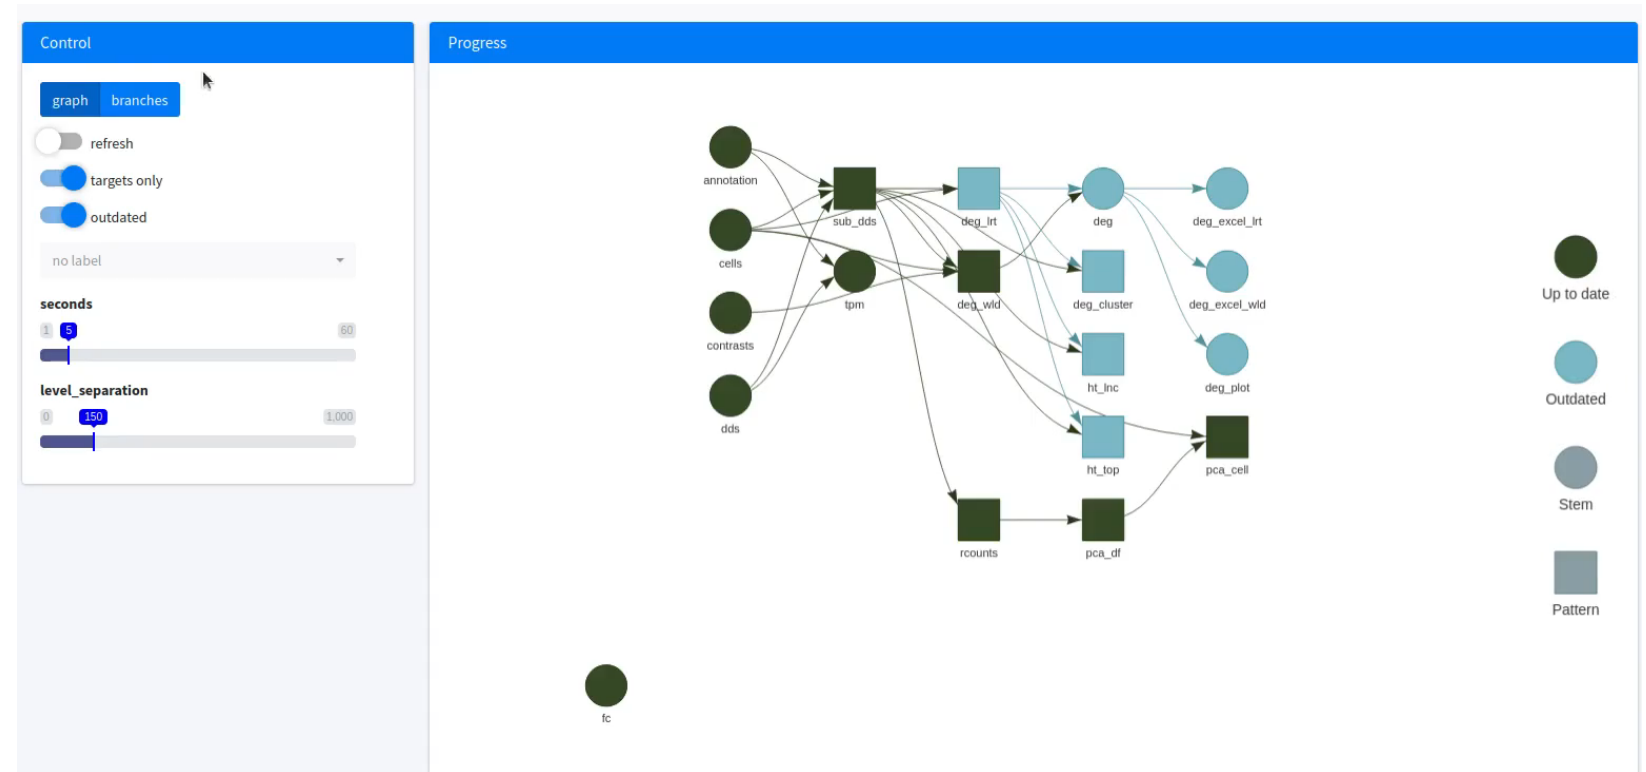 Control
graph branches
refresh
targets only
outdated
no label
seconds
1 5 60
level_separation
0 150 1.000
Progress
annotation
sub_dds deg_lrt deg deg_excel_lrt
cells
tpm deg_wld deg_cluster deg_excel_wld
contrasts
ht_lnc deg_plot
dds
ht_top pca_cell
rcounts pca_df
fc
Up to date
Outdated
Stem
Pattern